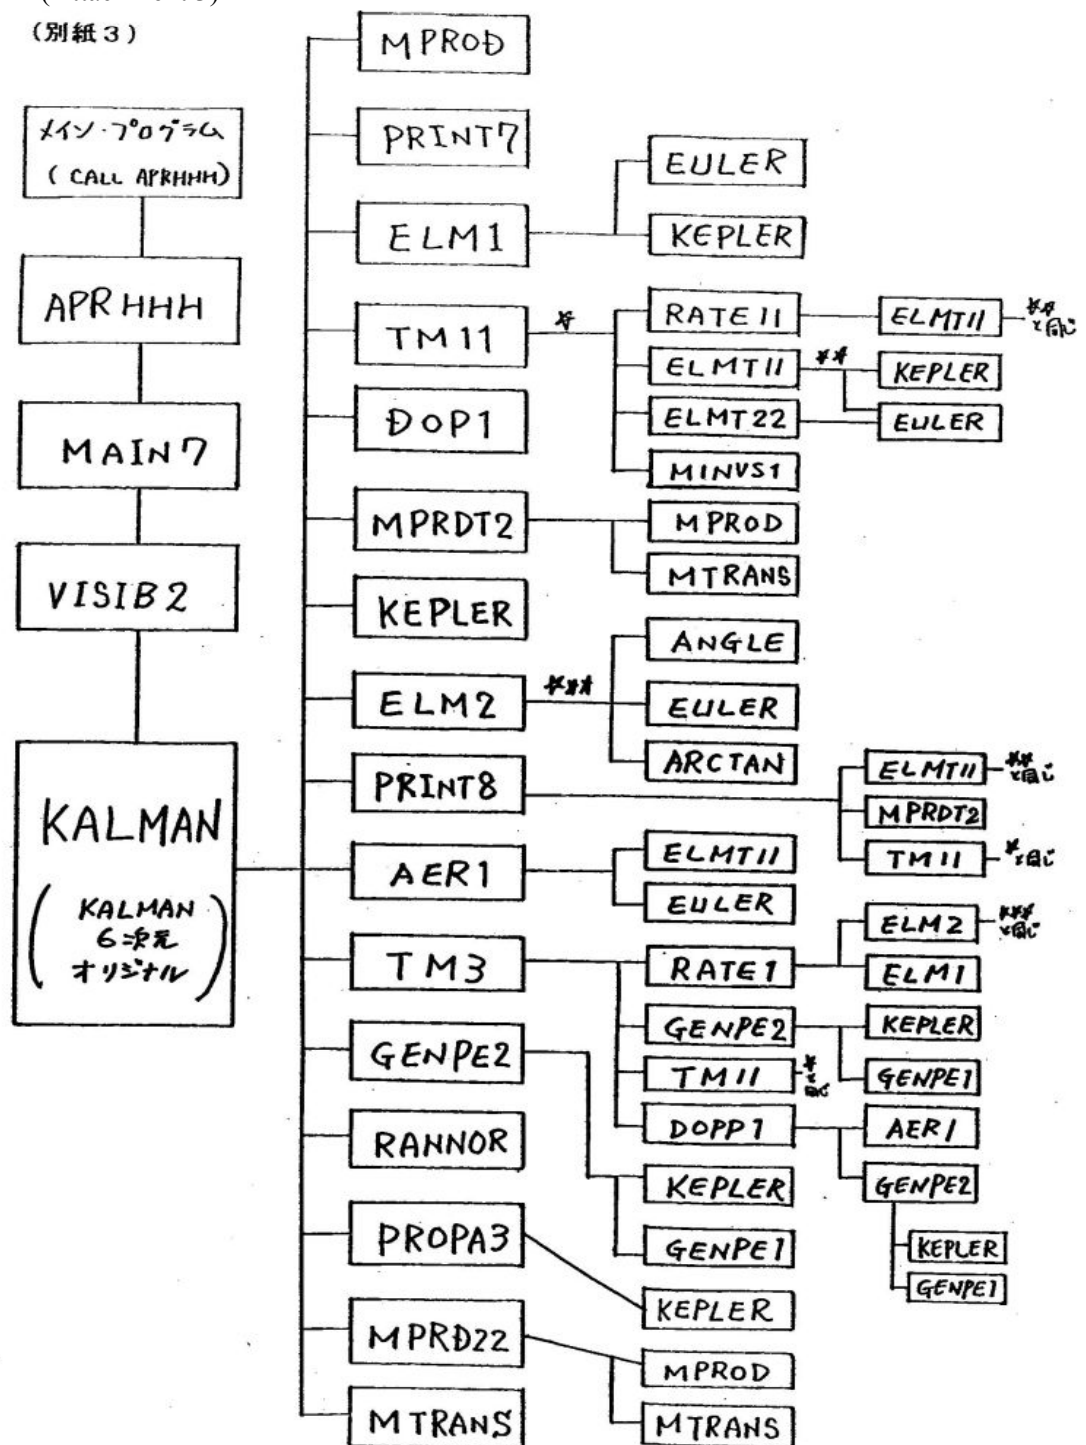 (別紙3)
メイン・プログラム
(CALL APRHHH)
APRHHH
MAIN7
VISIB2
KALMAN
KALMAN
6次元
オリジナル
MPROD
PRINT7
ELM1
EULER
KEPLER
TM11
*
RATE11
ELMT11
**
と同じ
ELMT11
**
KEPLER
ELMT22
EULER
MINVS1
DOP1
MPRDT2
MPROD
MTRANS
KEPLER
ELM2
***
ANGLE
EULER
ARCTAN
PRINT8
ELMT11
**
と同じ
MPRDT2
TM11
*
と同じ
AER1
ELMT11
EULER
TM3
RATE1
ELM2
***
と同じ
ELM1
GENPE2
KEPLER
GENPE1
TM11
*
と
同じ
DOPP1
AER1
GENPE2
KEPLER
GENPE1
GENPE2
KEPLER
GENPE1
RANNOR
PROPA3
KEPLER
MPRD22
MPROD
MTRANS
MTRANS